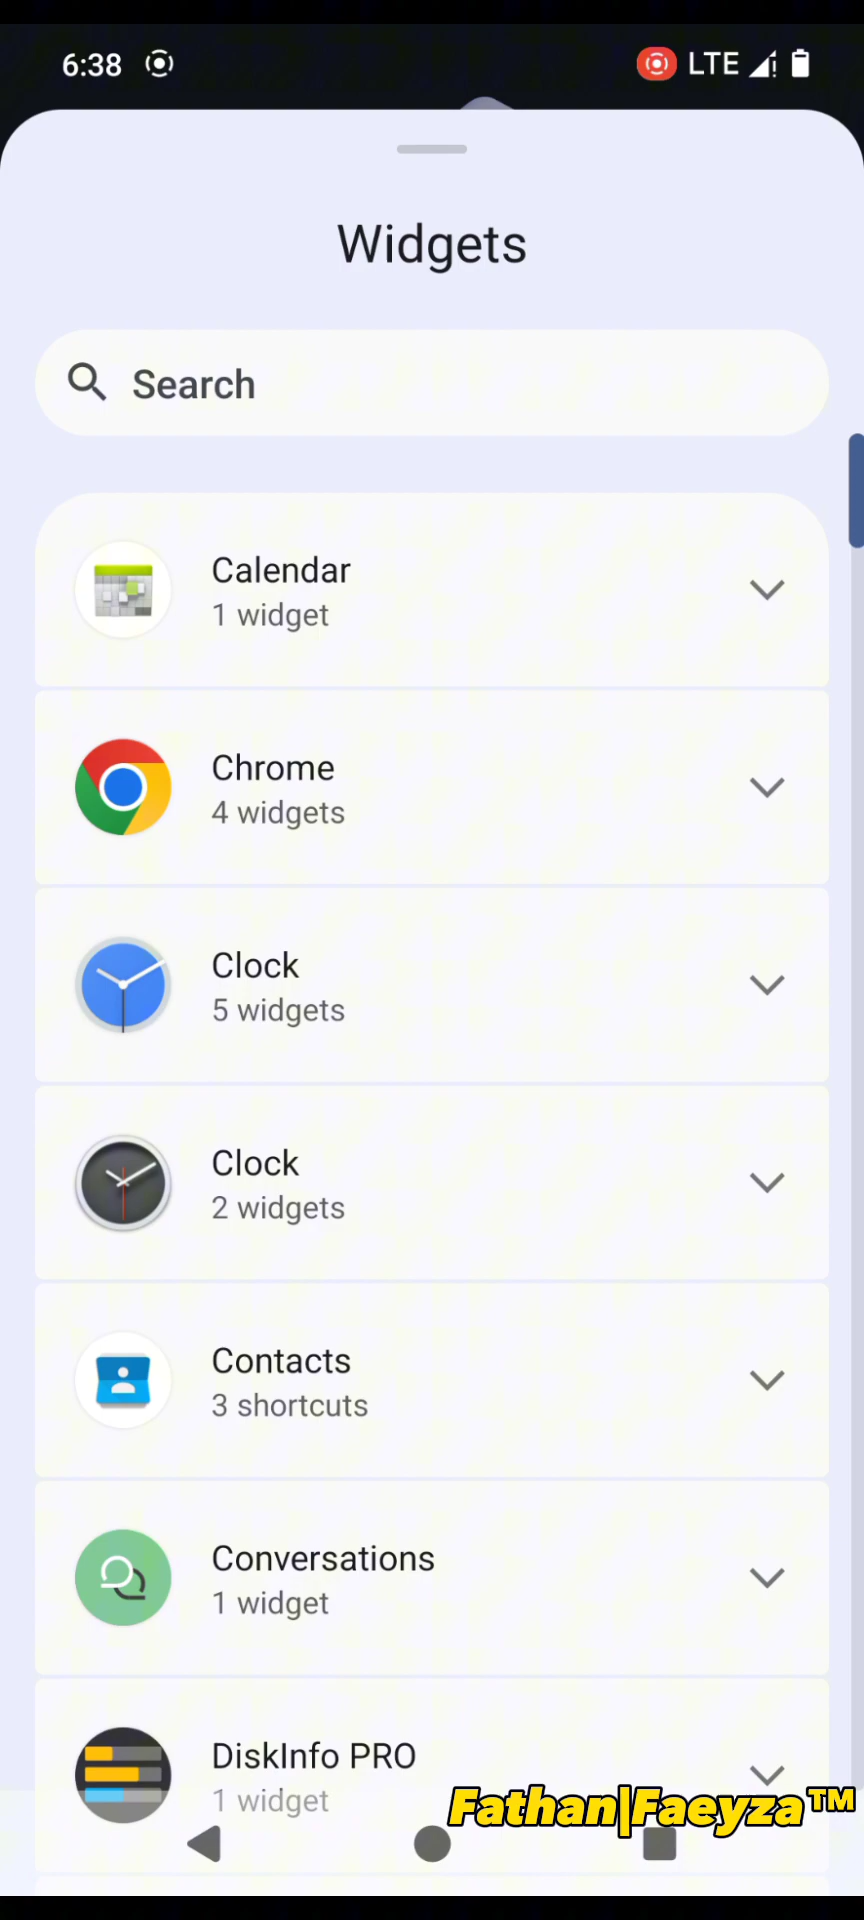 6:38
LTE
Widgets
Search
Calendar
1 widget
Chrome
4 widgets
Clock
5 widgets
Clock
2 widgets
Contacts
3 shortcuts
Conversations
1 widget
DiskInfo PRO
1 widget
Fathan|Faeyza™